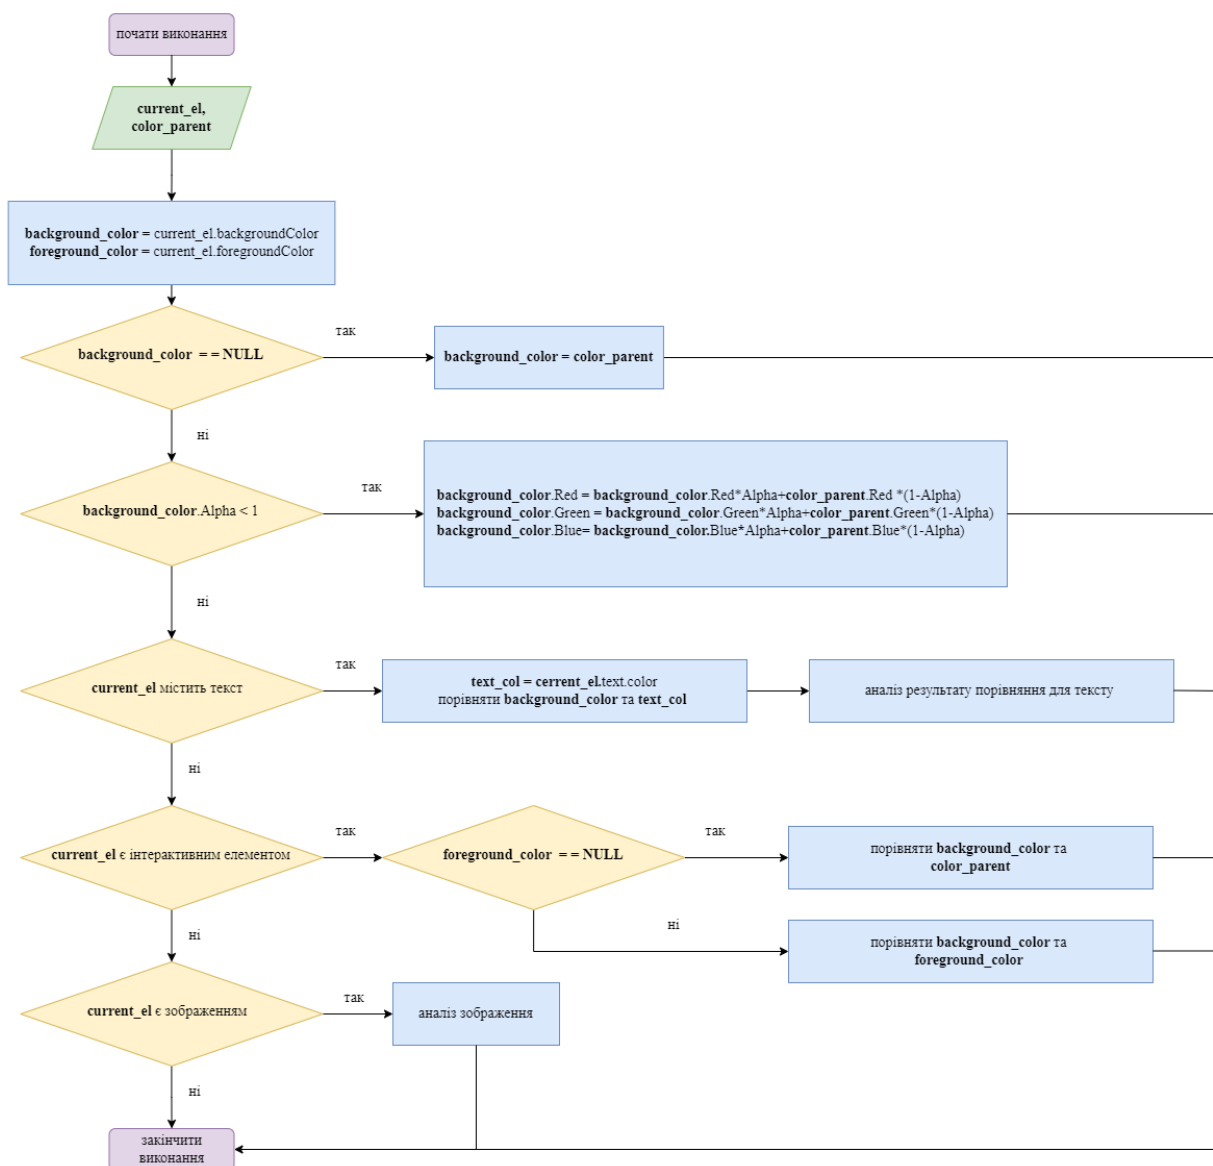 почати виконання
current_el,
color_parent
background_color = current_el.backgroundColor
foreground_color = current_el.foregroundColor
background_color = = NULL
так
background_color = color_parent
ні
background_color.Alpha < 1
так
background_color.Red = background_color.Red*Alpha+color_parent.Red *(1-Alpha)
background_color.Green = background_color.Green*Alpha+color_parent.Green*(1-Alpha)
background_color.Blue= background_color.Blue*Alpha+color_parent.Blue*(1-Alpha)
ні
current_el містить текст
так
text_col = cerrent_el.text.color
порівняти background_color та text_col
аналіз результату порівняння для тексту
ні
current_el є інтерактивним елементом
так
foreground_color = = NULL
так
порівняти background_color та
color_parent
ні
порівняти background_color та
foreground_color
ні
current_el є зображенням
так
аналіз зображення
ні
закінчити
виконання